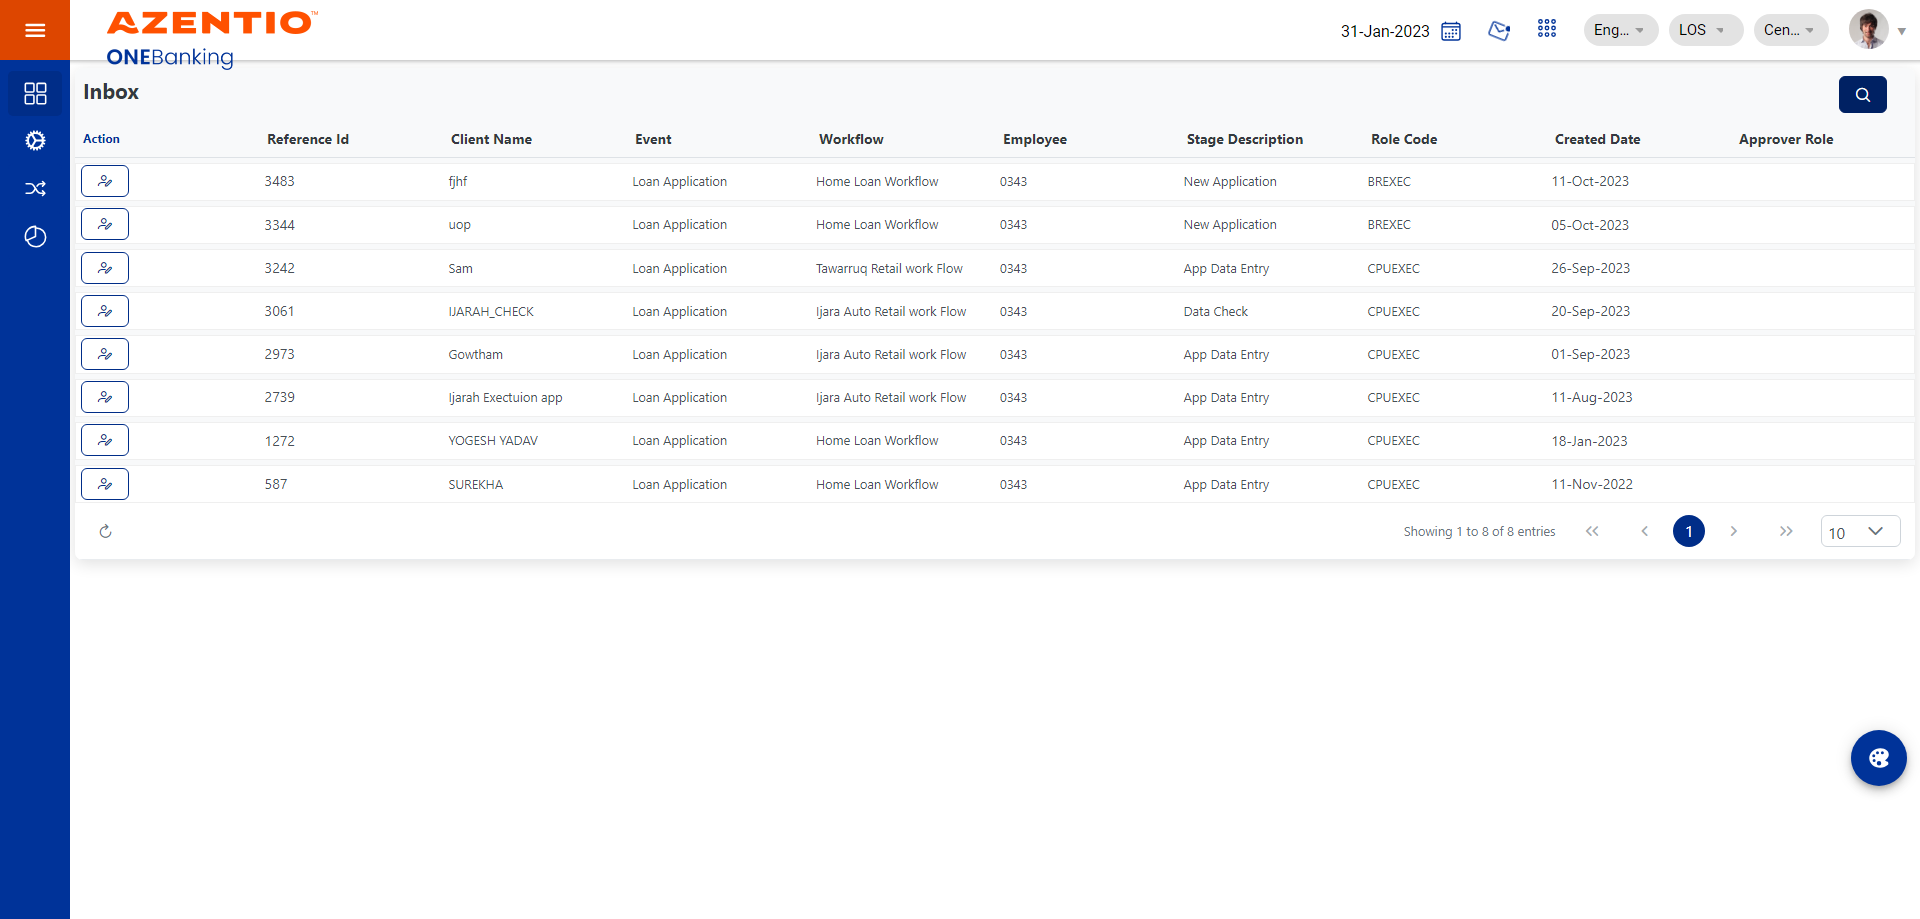 AZENTIO™
ONEBanking
31-Jan-2023 Eng... LOS Cen...
Inbox
Action Reference Id Client Name Event Workflow Employee Stage Description Role Code Created Date Approver Role
3483 fjhf Loan Application Home Loan Workflow 0343 New Application BREXEC 11-Oct-2023
3344 uop Loan Application Home Loan Workflow 0343 New Application BREXEC 05-Oct-2023
3242 Sam Loan Application Tawarruq Retail work Flow 0343 App Data Entry CPUEXEC 26-Sep-2023
3061 IJARAH_CHECK Loan Application Ijara Auto Retail work Flow 0343 Data Check CPUEXEC 20-Sep-2023
2973 Gowtham Loan Application Ijara Auto Retail work Flow 0343 App Data Entry CPUEXEC 01-Sep-2023
2739 Ijarah Exectuion app Loan Application Ijara Auto Retail work Flow 0343 App Data Entry CPUEXEC 11-Aug-2023
1272 YOGESH YADAV Loan Application Home Loan Workflow 0343 App Data Entry CPUEXEC 18-Jan-2023
587 SUREKHA Loan Application Home Loan Workflow 0343 App Data Entry CPUEXEC 11-Nov-2022
Showing 1 to 8 of 8 entries 1 10